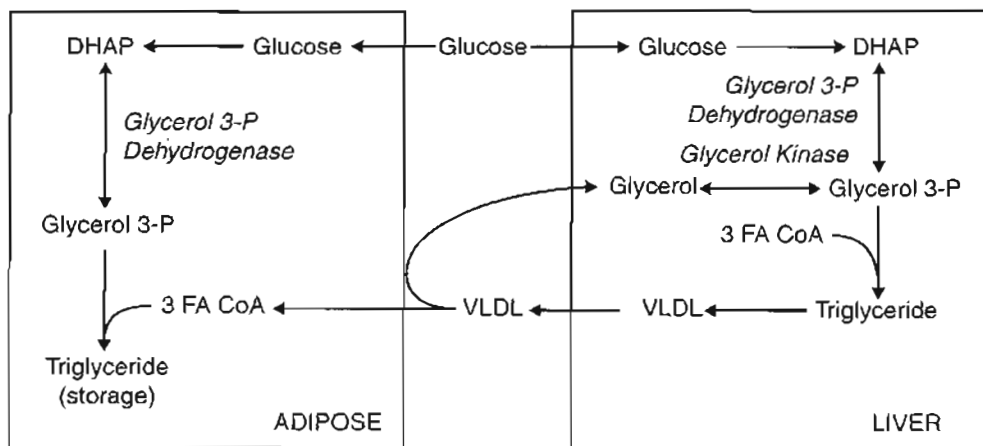 DHAP
Glucose
Glucose
Glucose
DHAP
Glycerol 3-P
Dehydrogenase
Glycerol 3-P
Dehydrogenase
Glycerol Kinase
Glycerol
Glycerol 3-P
Glycerol 3-P
3 FA CoA
3 FA CoA
VLDL
VLDL
Triglyceride
Triglyceride
(storage)
ADIPOSE
LIVER